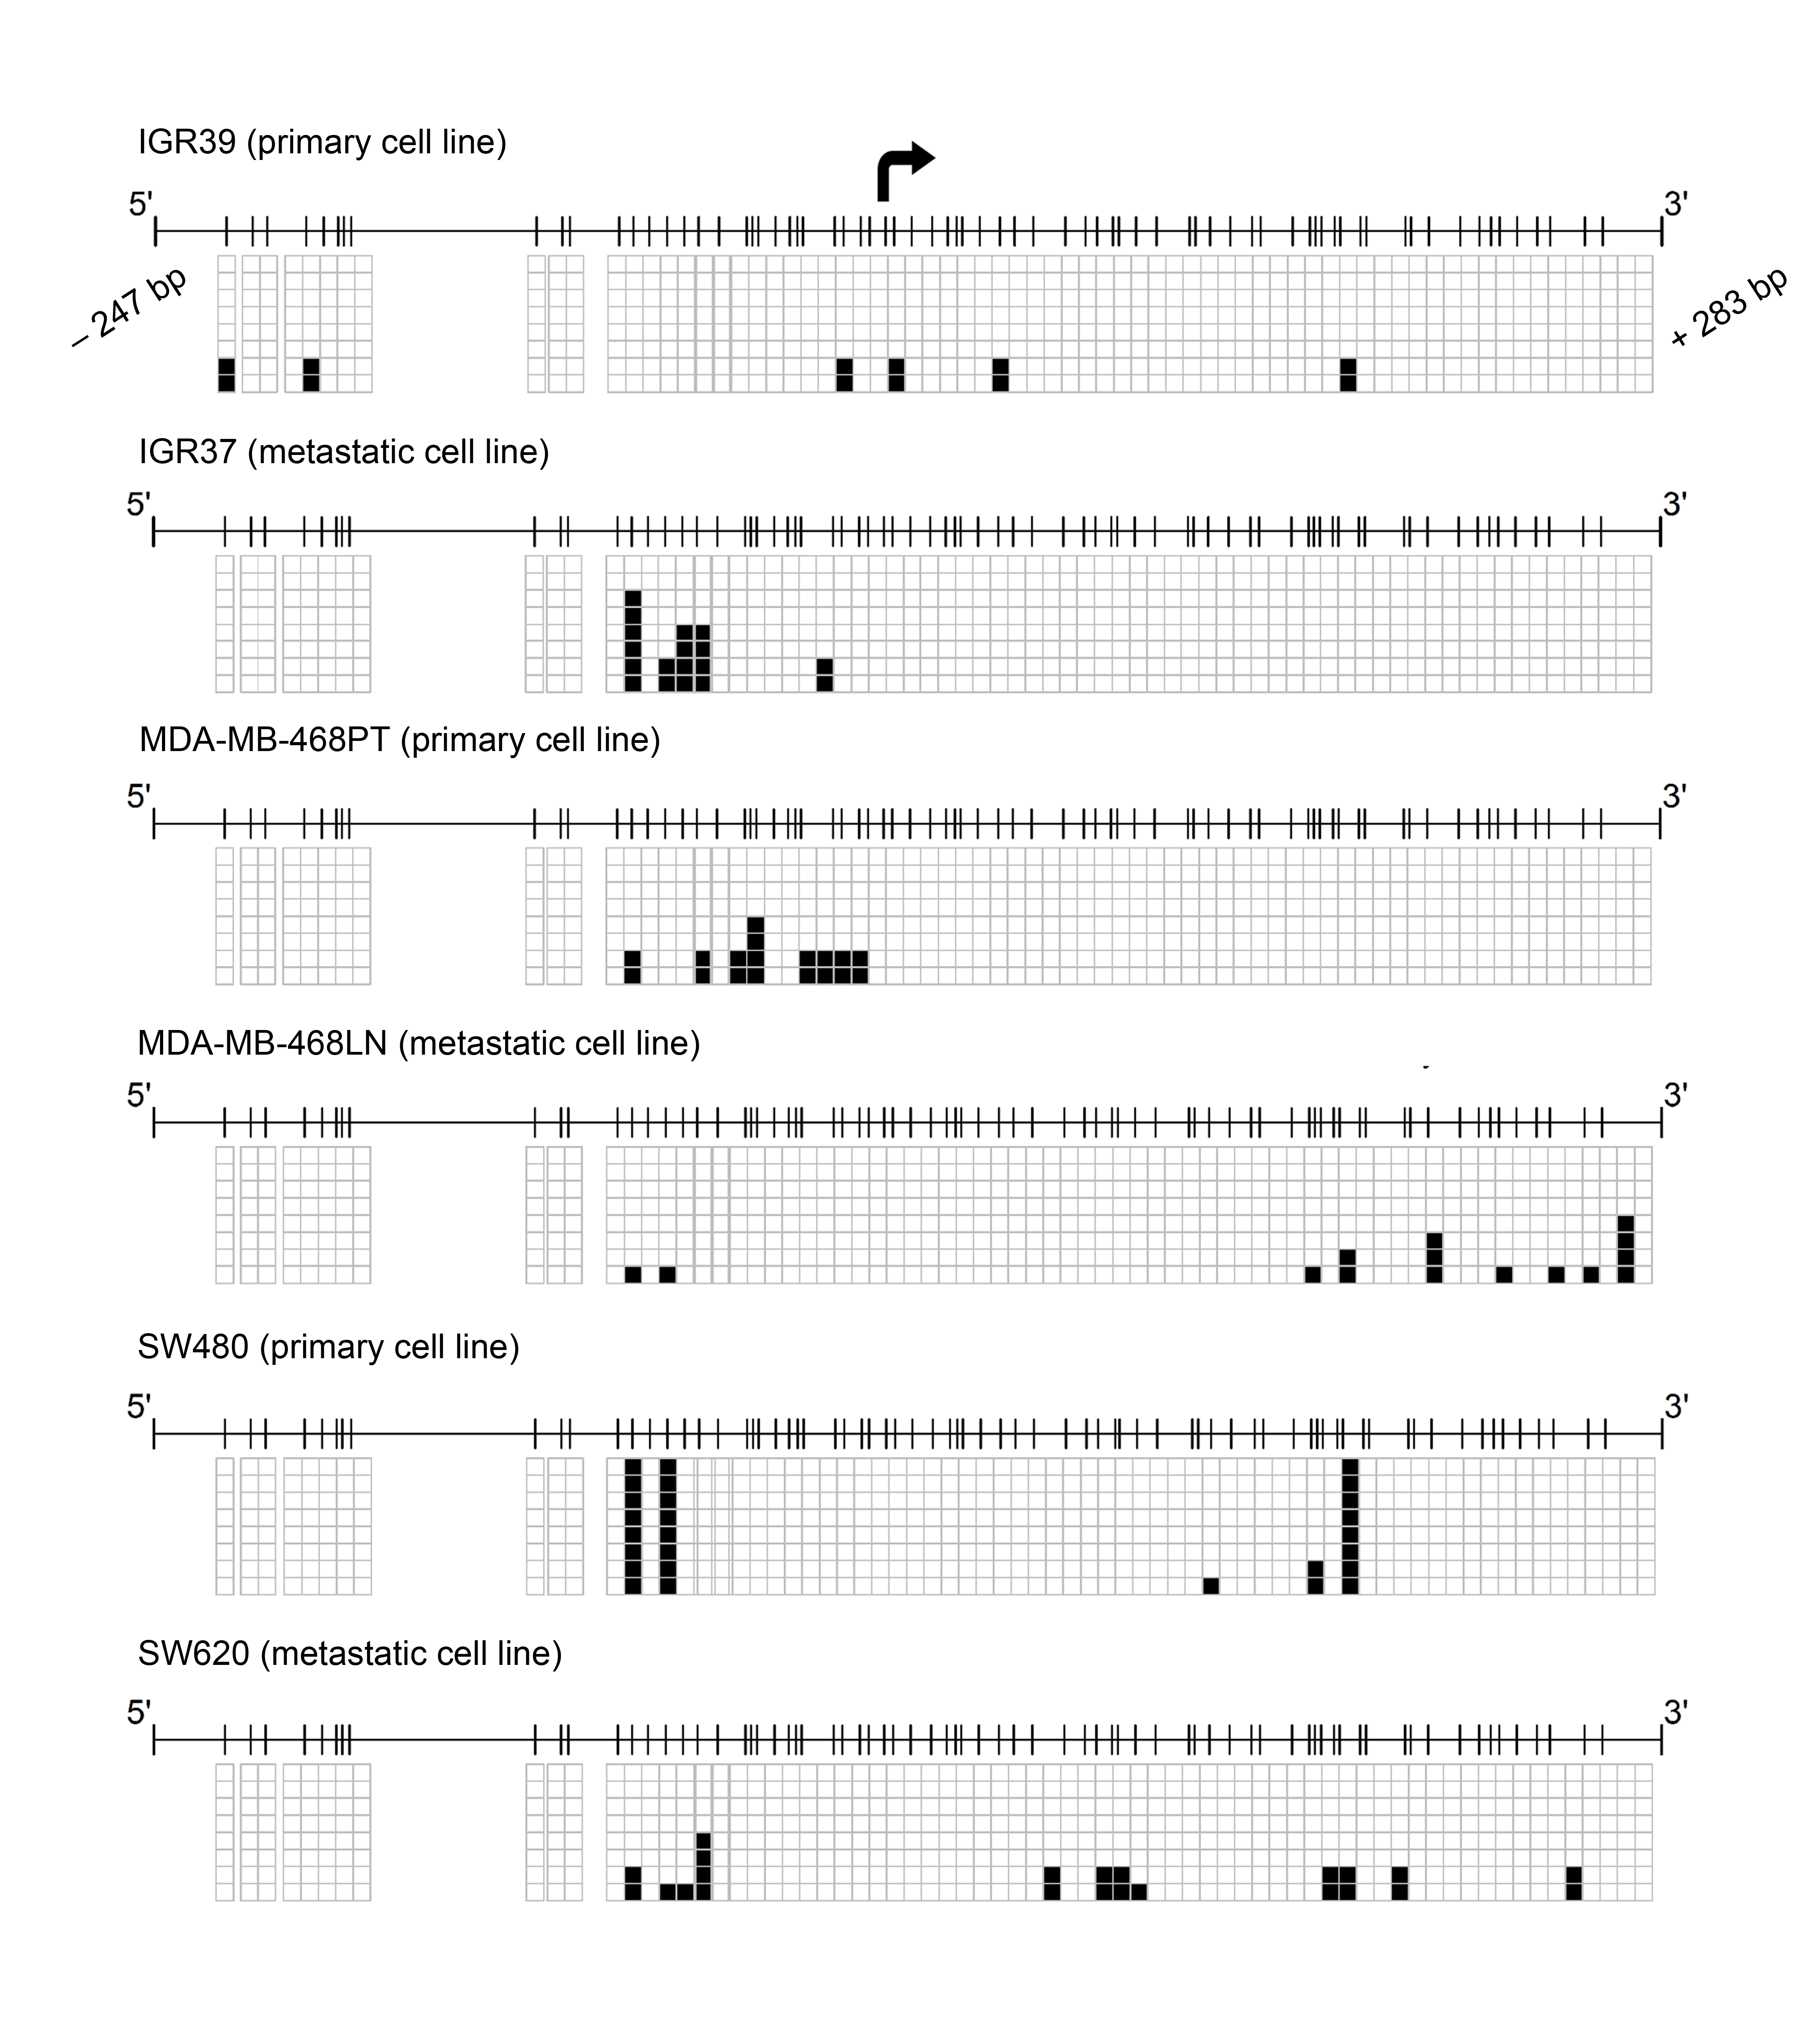 IGR39 (primary cell line)
5'
3'
– 247 bp
+ 283 bp
IGR37 (metastatic cell line)
5'
3'
MDA-MB-468PT (primary cell line)
5'
3'
MDA-MB-468LN (metastatic cell line)
5'
3'
SW480 (primary cell line)
5'
3'
SW620 (metastatic cell line)
5'
3'